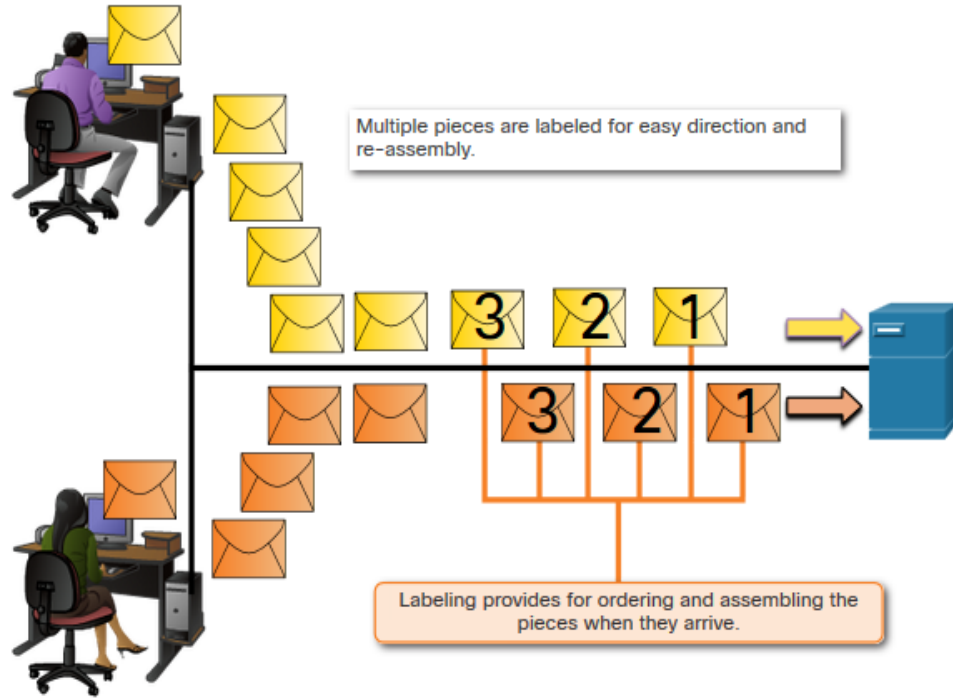 Multiple pieces are labeled for easy direction and
re-assembly.
3 2 1
3 2 1
Labeling provides for ordering and assembling the
pieces when they arrive.